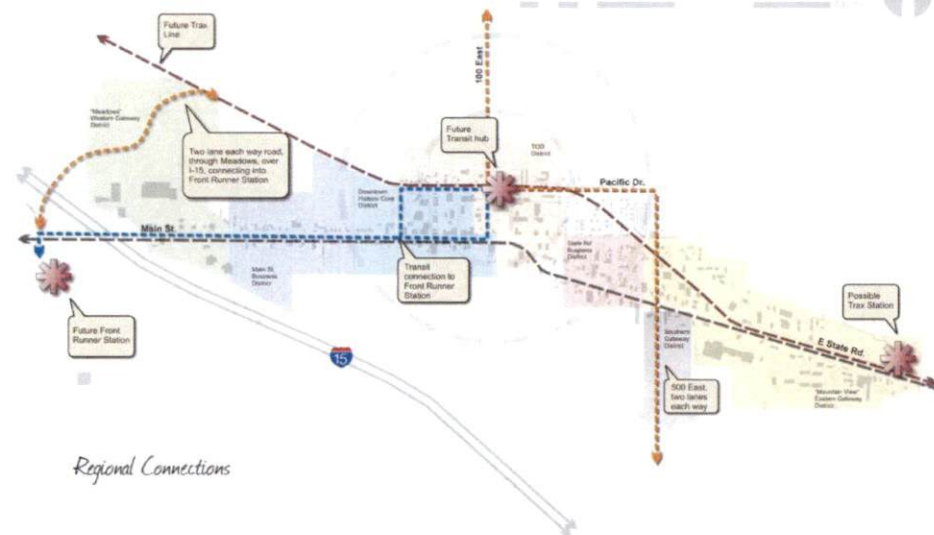 Future Trax
Line
100 East
"Meadows"
Western Gateway
District
Future
Transit hub
TOD
District
Two lane each way road,
through Meadows, over
I-15, connecting into
Front Runner Station
Pacific Dr.
Downtown
Historic Core
District
Main St.
State Rd
Business
District
Main St.
Business
District
Transit
connection to
Front Runner
Station
Possible
Trax Station
Future Front
Runner Station
Southern
Gateway
District
E State Rd.
15
500 East,
two lanes
each way
"Mountain View"
Eastern Gateway
District
Regional Connections